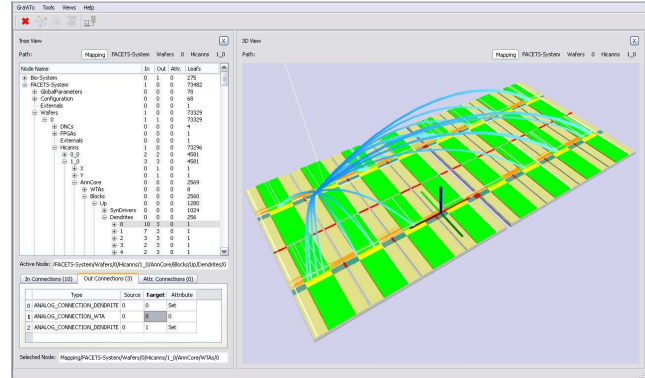 GraViTo Tools Views Help
Tree View
3D View
Path: Mapping FACETS-System Wafers 0 Hicanns 1_0
Path: Mapping FACETS-System Wafers 0 Hicanns 1_0
Node Name In Out Attr. Leafs
Bio-System 0 1 0 275
FACETS-System 1 0 0 73482
GlobalParameters 0 0 0 78
Configuration 0 0 0 68
Externals 0 0 0 1
Wafers 1 0 0 73329
0 1 1 0 73329
DNCs 0 0 0 4
FPGAs 0 0 0 1
Externals 0 0 0 1
Hicanns 1 0 0 73296
0_0 2 2 0 4581
1_0 3 3 0 4581
X 0 1 0 1
Y 0 1 0 1
AnnCore 0 0 0 2569
WTAs 0 0 0 8
Blocks 0 0 0 2560
Up 0 0 0 1280
SynDrivers 0 0 0 1024
Dendrites 0 0 0 256
0 10 3 0 1
1 7 3 0 1
2 3 3 0 1
3 2 3 0 1
4 2 3 0 1
Active Node: /FACETS-System/Wafers/0/Hicanns/1_0/AnnCore/Blocks/Up/Dendrites/0
In Connections (10) Out Connections (3) Attr. Connections (0)
Type Source Target Attribute
0 ANALOG_CONNECTION_DENDRITE 0 0 Set
1 ANALOG_CONNECTION_WTA 0 0 0
2 ANALOG_CONNECTION_DENDRITE 0 1 Set
Selected Node: Mapping/FACETS-System/Wafers/0/Hicanns/1_0/AnnCore/WTAs/0